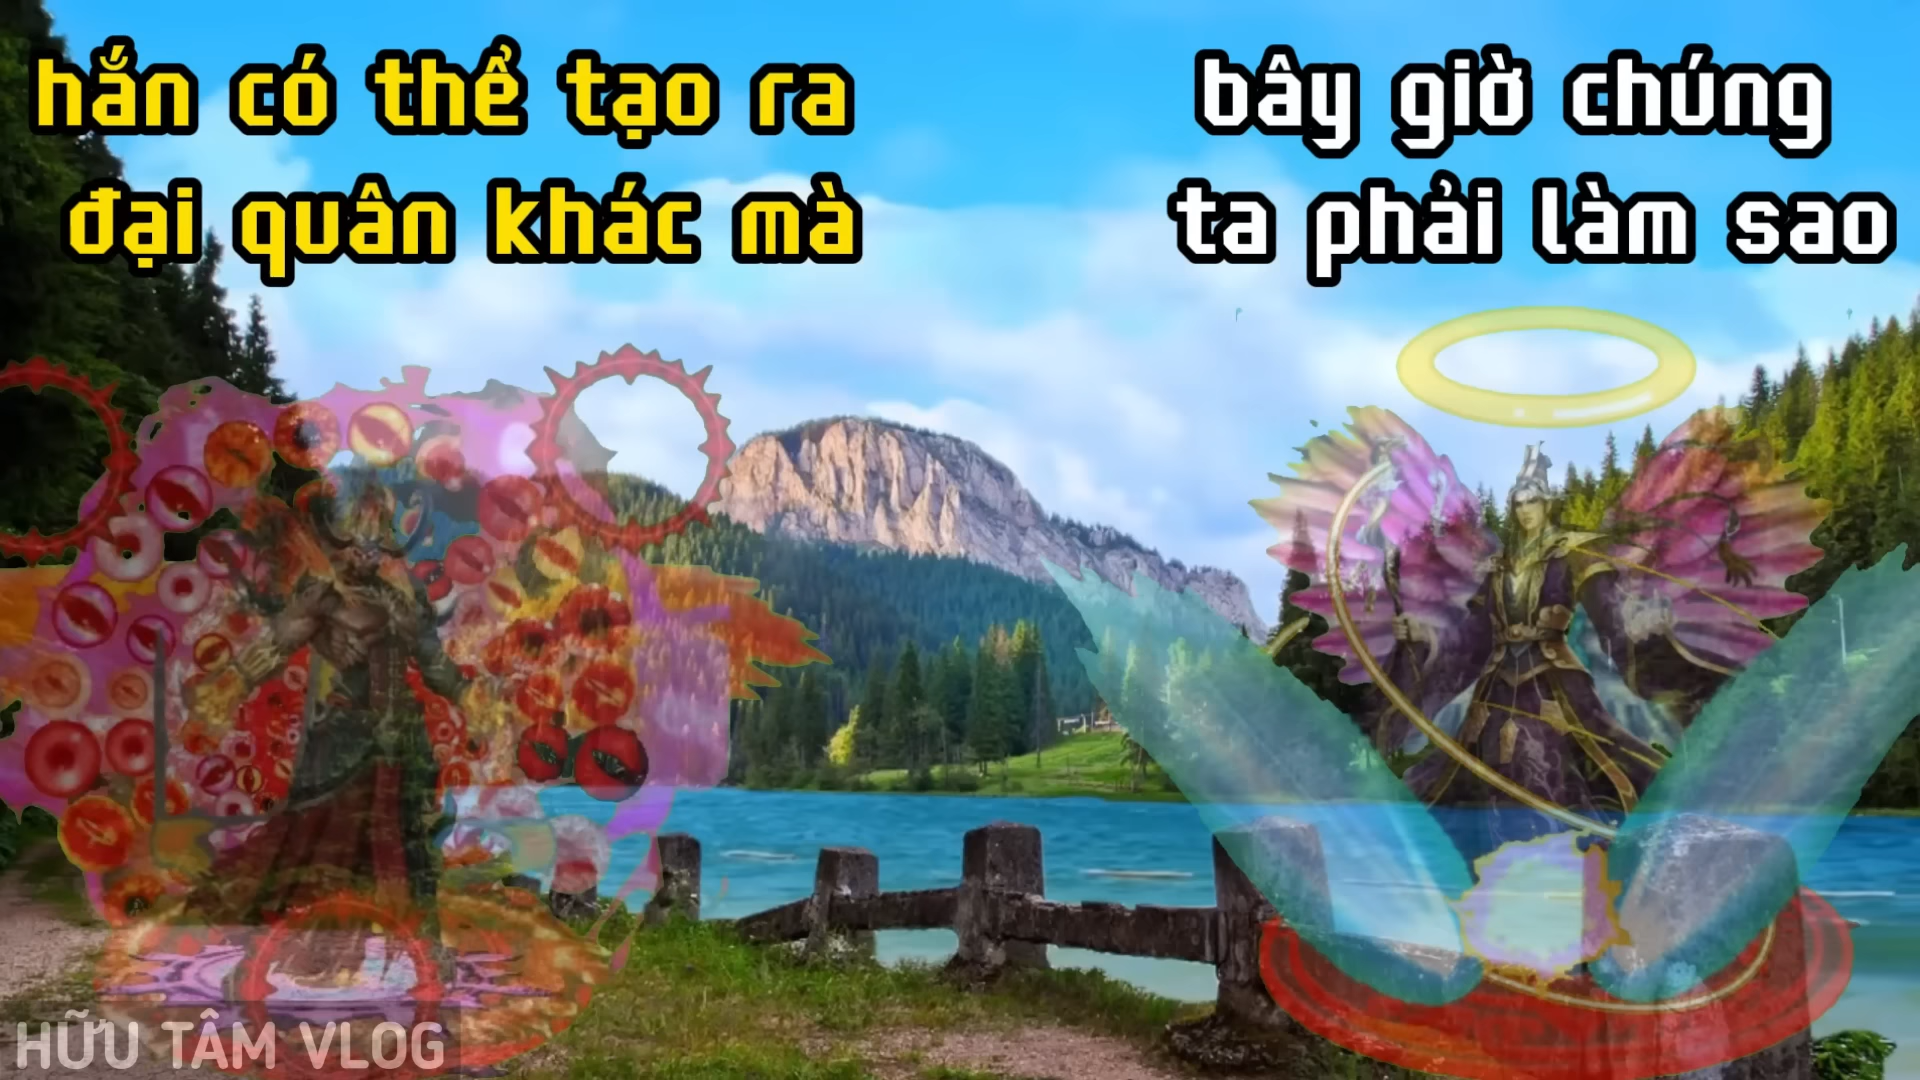 hắn có thể tạo ra
đại quân khác mà
bây giờ chúng
ta phải làm sao
HỮU TÂM VLOG